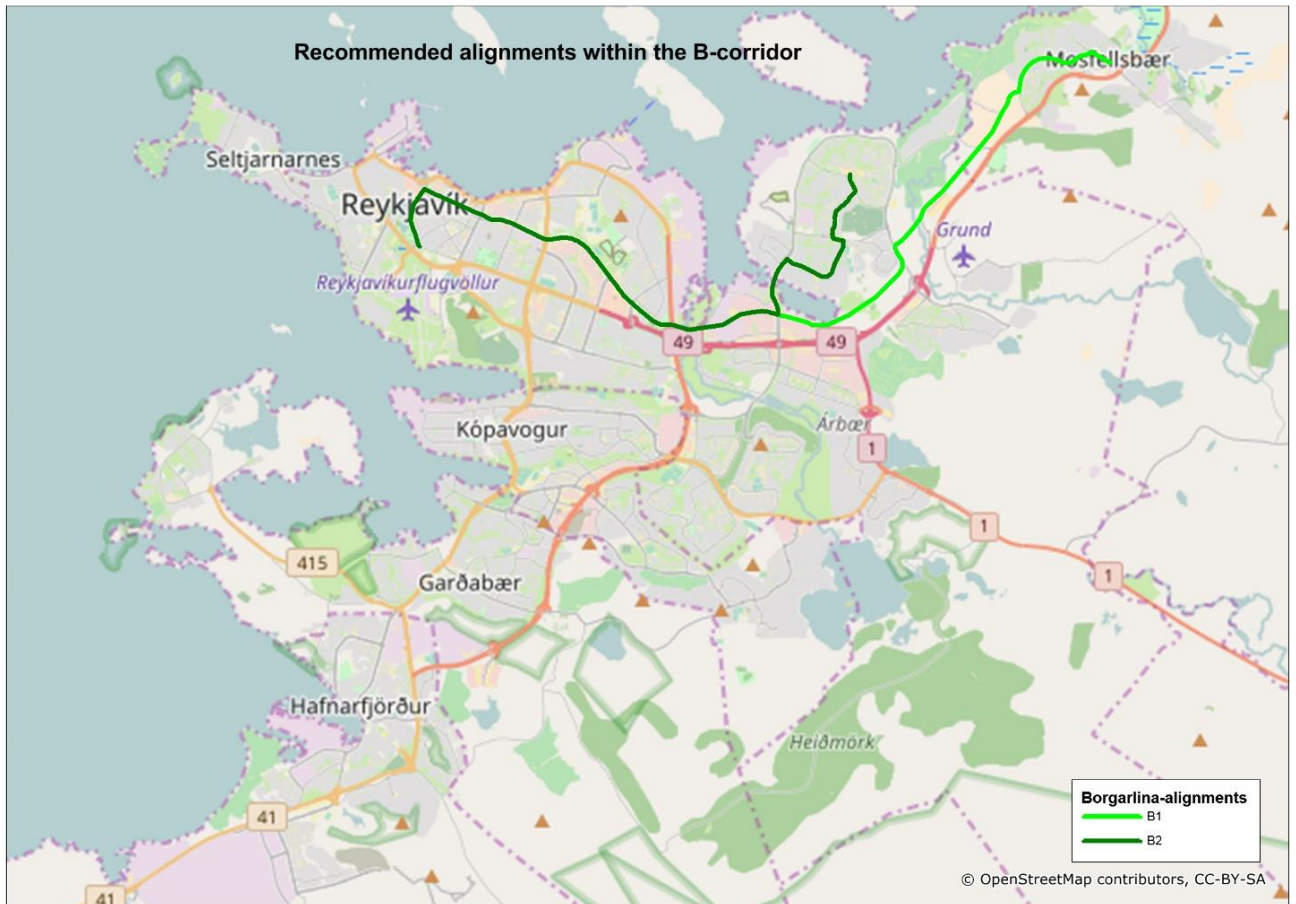 Recommended alignments within the B-corridor
Mosfellsbær
Seltjarnarnes
Reykjavík
Grund
Reykjavíkurflugvöllur
49
49
Árbær
Kópavogur
1
1
415
1
Garðabær
Hafnarfjörður
Heiðmörk
41
Borgarlina-alignments
B1
B2
© OpenStreetMap contributors, CC-BY-SA
41